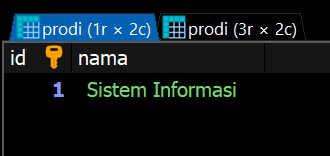 prodi (1r × 2c) prodi (3r × 2c)
id nama
1 Sistem Informasi